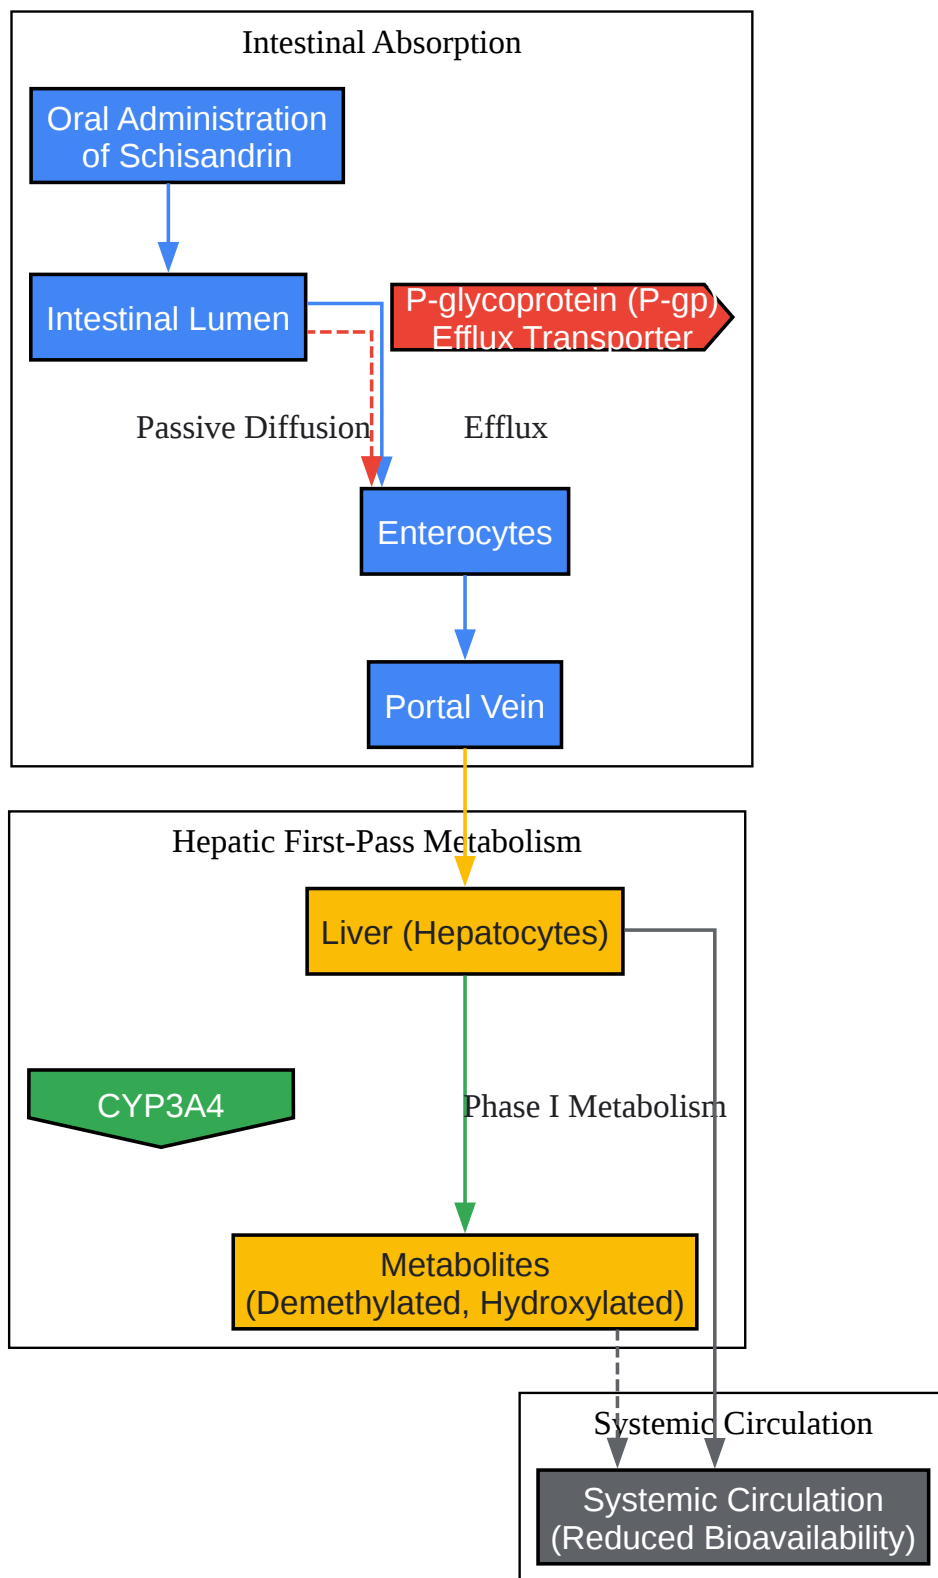 Intestinal Absorption
Oral Administration
of Schisandrin
Intestinal Lumen
P-glycoprotein (P-gp)
Efflux Transporter
Passive Diffusion
Efflux
Enterocytes
Portal Vein
Hepatic First-Pass Metabolism
Liver (Hepatocytes)
CYP3A4
Phase I Metabolism
Metabolites
(Demethylated, Hydroxylated)
Systemic Circulation
Systemic Circulation
(Reduced Bioavailability)